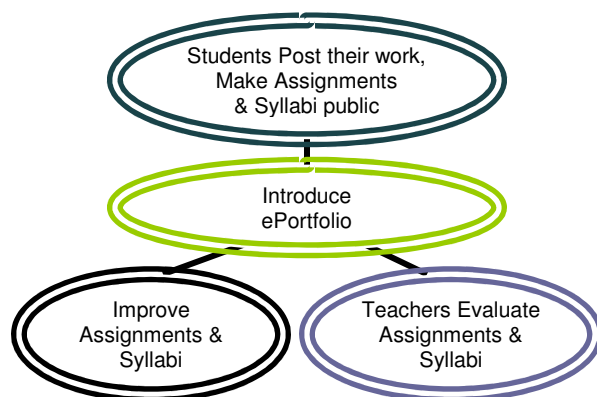 Students Post their work,
Make Assignments
& Syllabi public
Introduce
ePortfolio
Improve
Assignments &
Syllabi
Teachers Evaluate
Assignments &
Syllabi